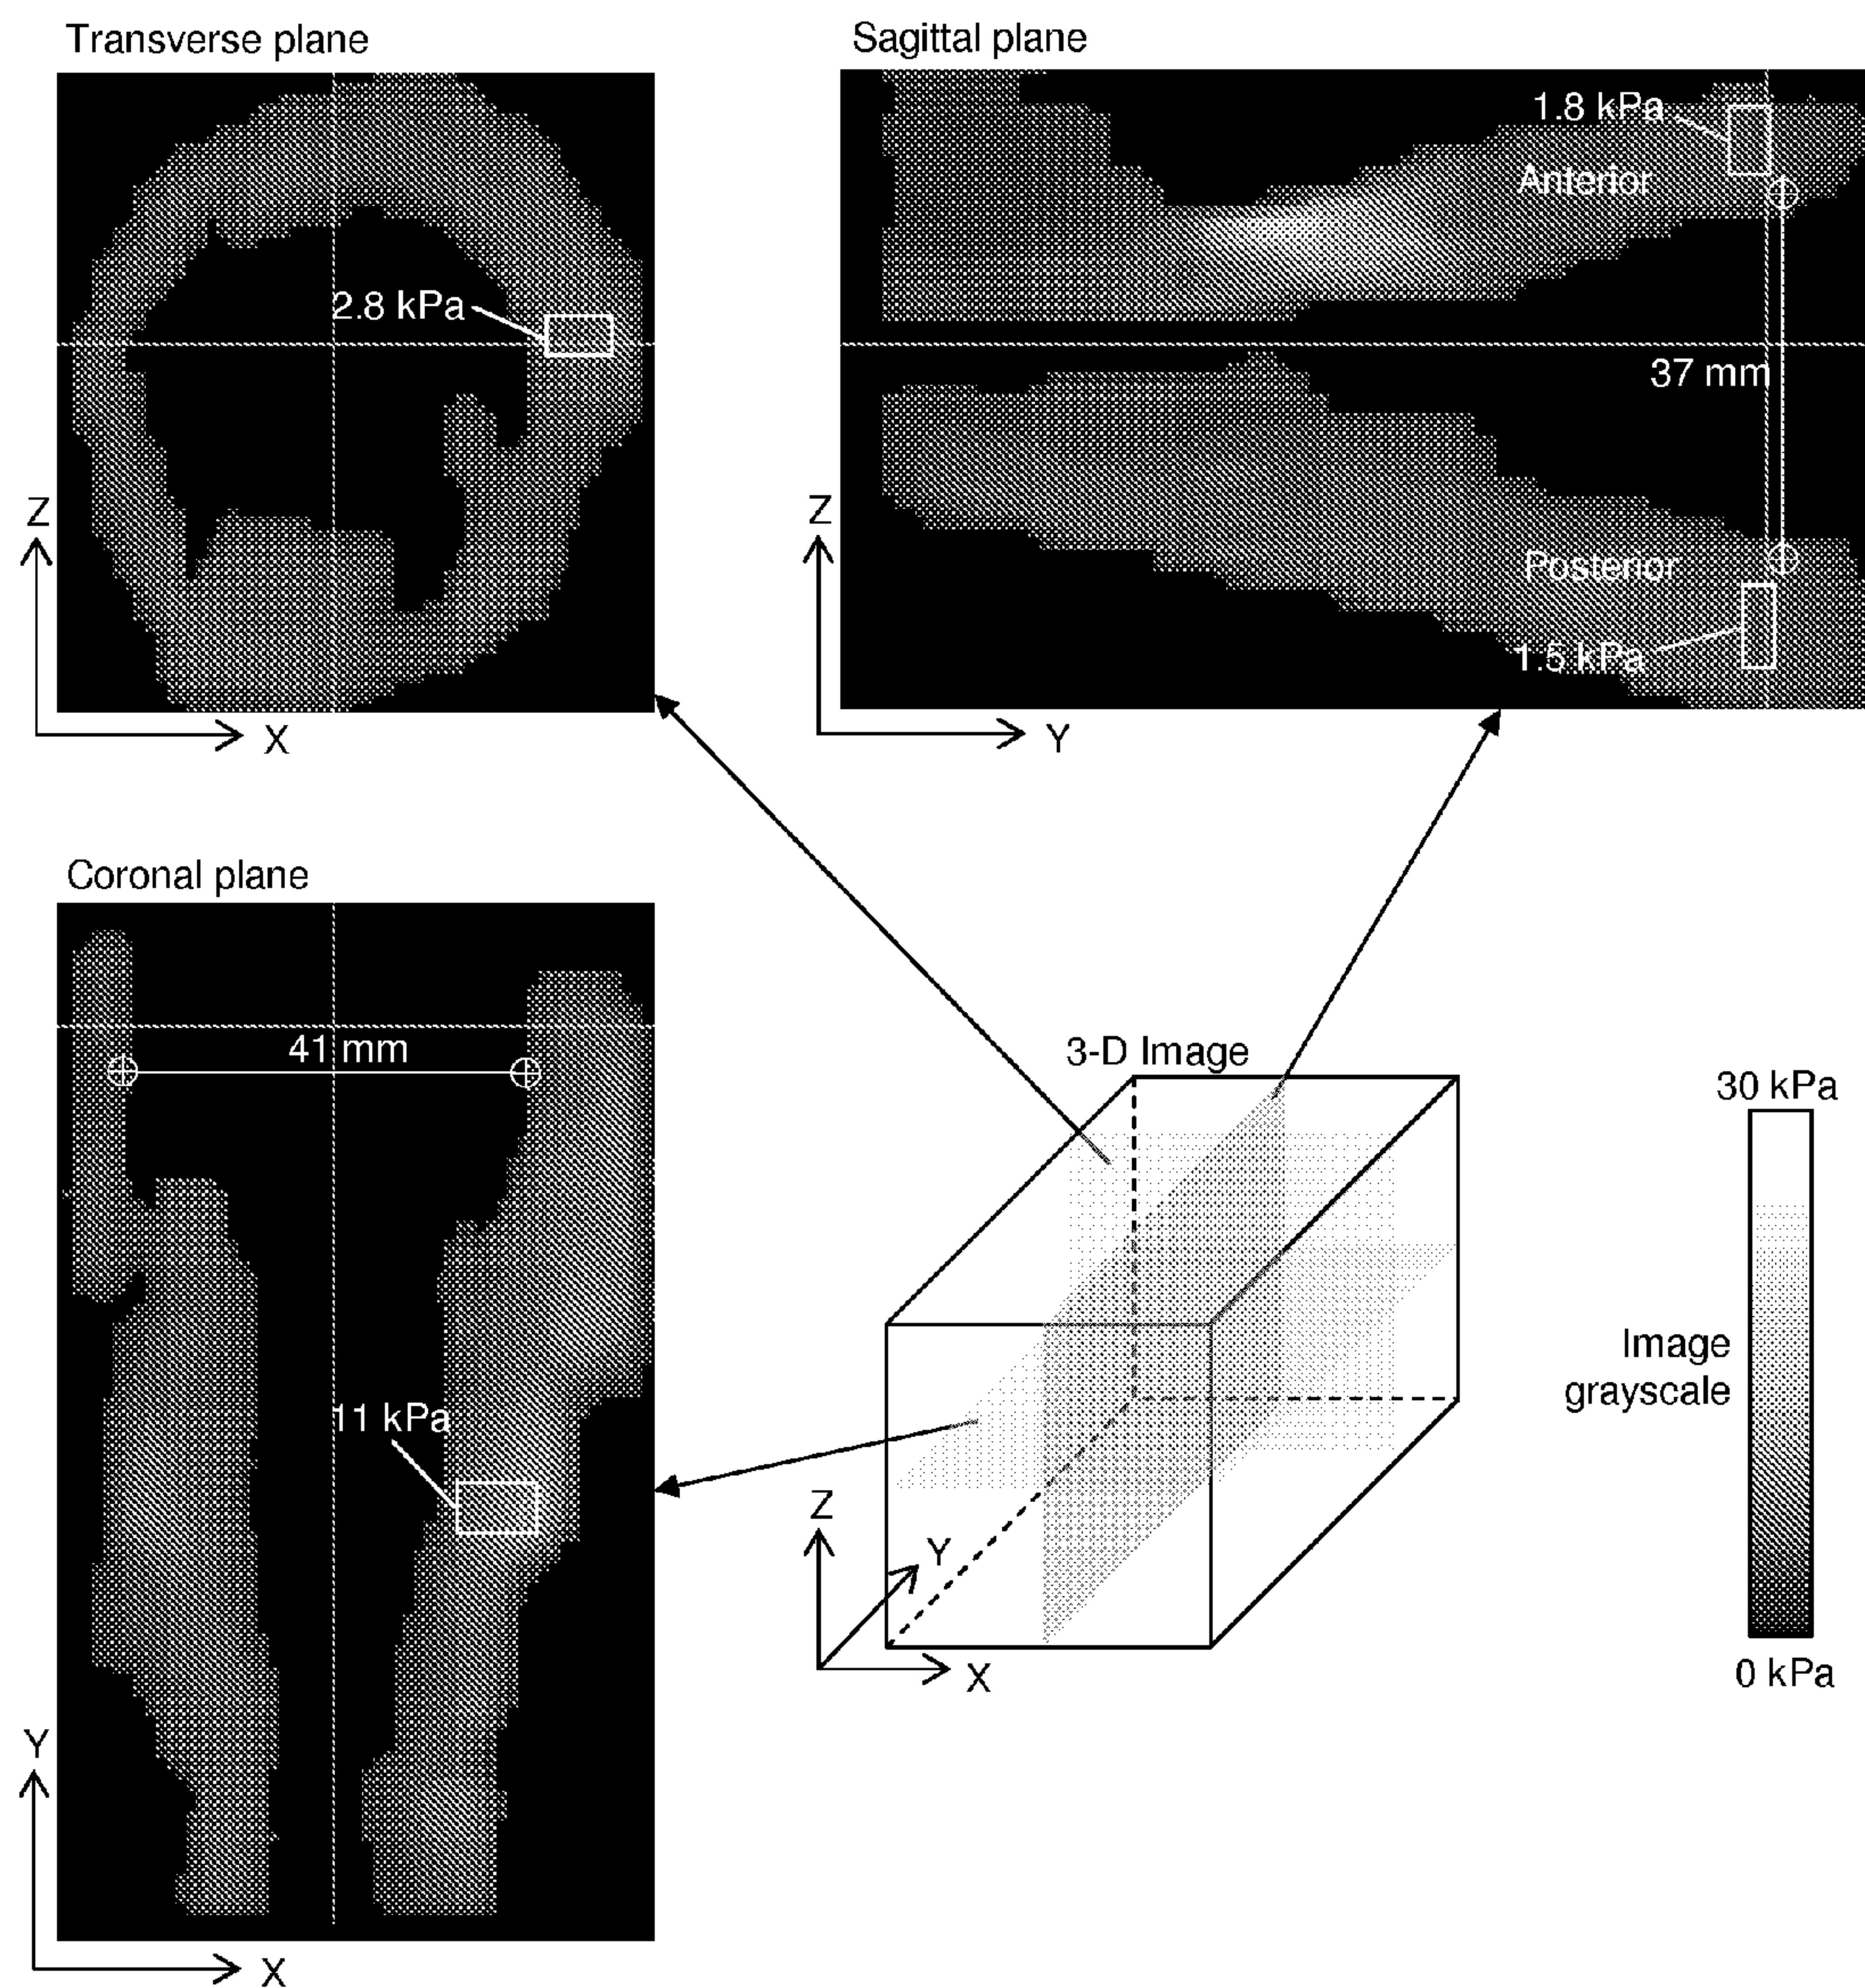 Transverse plane
2.8 kPa
Z
X
Sagittal plane
1.8 kPa
Anterior
37 mm
Posterior
1.5 kPa
Z
Y
Coronal plane
41 mm
11 kPa
Y
X
3-D Image
Z
Y
X
30 kPa
Image
grayscale
0 kPa